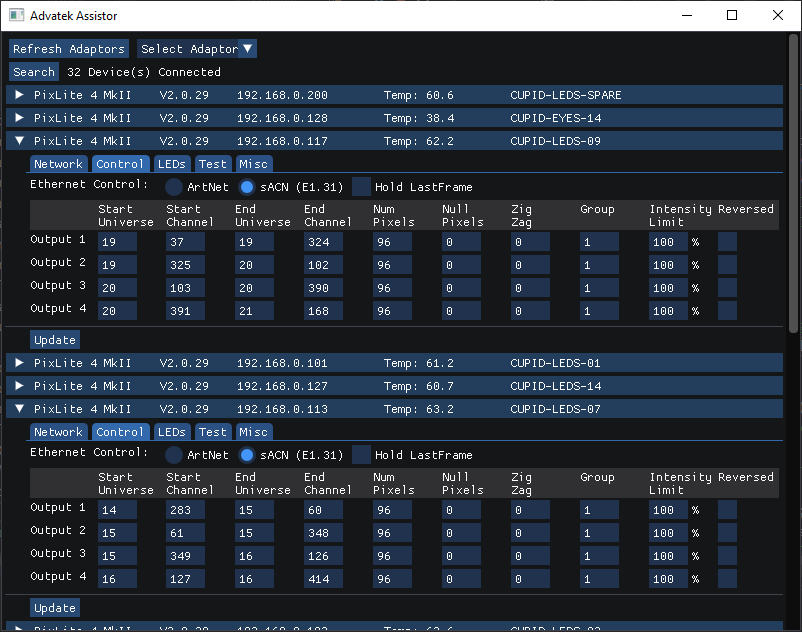 Advatek Assistor
Refresh Adaptors Select Adaptor
Search 32 Device(s) Connected
PixLite 4 MkII V2.0.29 192.168.0.200 Temp: 60.6 CUPID-LEDS-SPARE
PixLite 4 MkII V2.0.29 192.168.0.128 Temp: 38.4 CUPID-EYES-14
PixLite 4 MkII V2.0.29 192.168.0.117 Temp: 62.2 CUPID-LEDS-09
Network Control LEDs Test Misc
Ethernet Control: ArtNet sACN (E1.31) Hold LastFrame
Start Start End End Num Null Zig Group Intensity Reversed
Universe Channel Universe Channel Pixels Pixels Zag Limit
Output 1 19 37 19 324 96 0 0 1 100 %
Output 2 19 325 20 102 96 0 0 1 100 %
Output 3 20 103 20 390 96 0 0 1 100 %
Output 4 20 391 21 168 96 0 0 1 100 %
Update
PixLite 4 MkII V2.0.29 192.168.0.101 Temp: 61.2 CUPID-LEDS-01
PixLite 4 MkII V2.0.29 192.168.0.127 Temp: 60.7 CUPID-LEDS-14
PixLite 4 MkII V2.0.29 192.168.0.113 Temp: 63.2 CUPID-LEDS-07
Network Control LEDs Test Misc
Ethernet Control: ArtNet sACN (E1.31) Hold LastFrame
Start Start End End Num Null Zig Group Intensity Reversed
Universe Channel Universe Channel Pixels Pixels Zag Limit
Output 1 14 283 15 60 96 0 0 1 100 %
Output 2 15 61 15 348 96 0 0 1 100 %
Output 3 15 349 16 126 96 0 0 1 100 %
Output 4 16 127 16 414 96 0 0 1 100 %
Update
PixLite 4 MkII V2.0.29